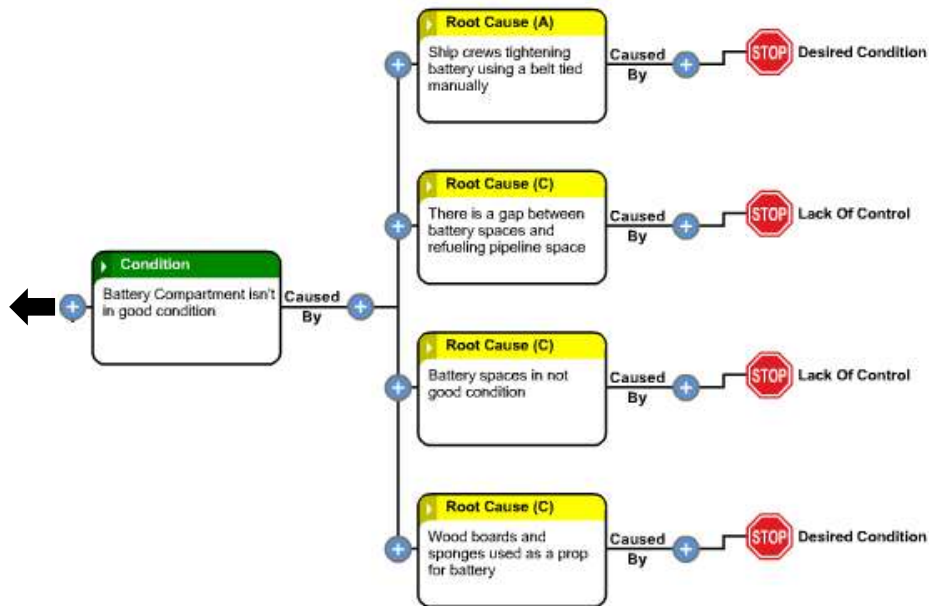 Root Cause (A)
Ship crews tightening
battery using a belt tied
manually
Caused
By
STOP
Desired Condition
Root Cause (C)
There is a gap between
battery spaces and
refueling pipeline space
Caused
By
STOP
Lack Of Control
Condition
Battery Compartment isn't
in good condition
Caused
By
Root Cause (C)
Battery spaces in not
good condition
Caused
By
STOP
Lack Of Control
Root Cause (C)
Wood boards and
sponges used as a prop
for battery
Caused
By
STOP
Desired Condition